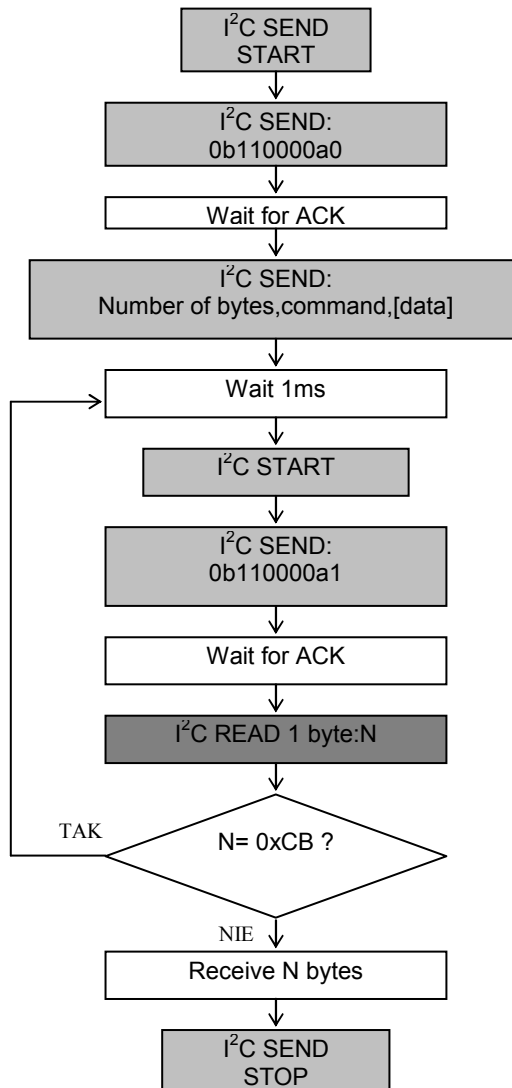 I²C SEND
START
I²C SEND:
0b110000a0
Wait for ACK
I²C SEND:
Number of bytes,command,[data]
Wait 1ms
I²C START
I²C SEND:
0b110000a1
Wait for ACK
I²C READ 1 byte:N
TAK
N= 0xCB ?
NIE
Receive N bytes
I²C SEND
STOP